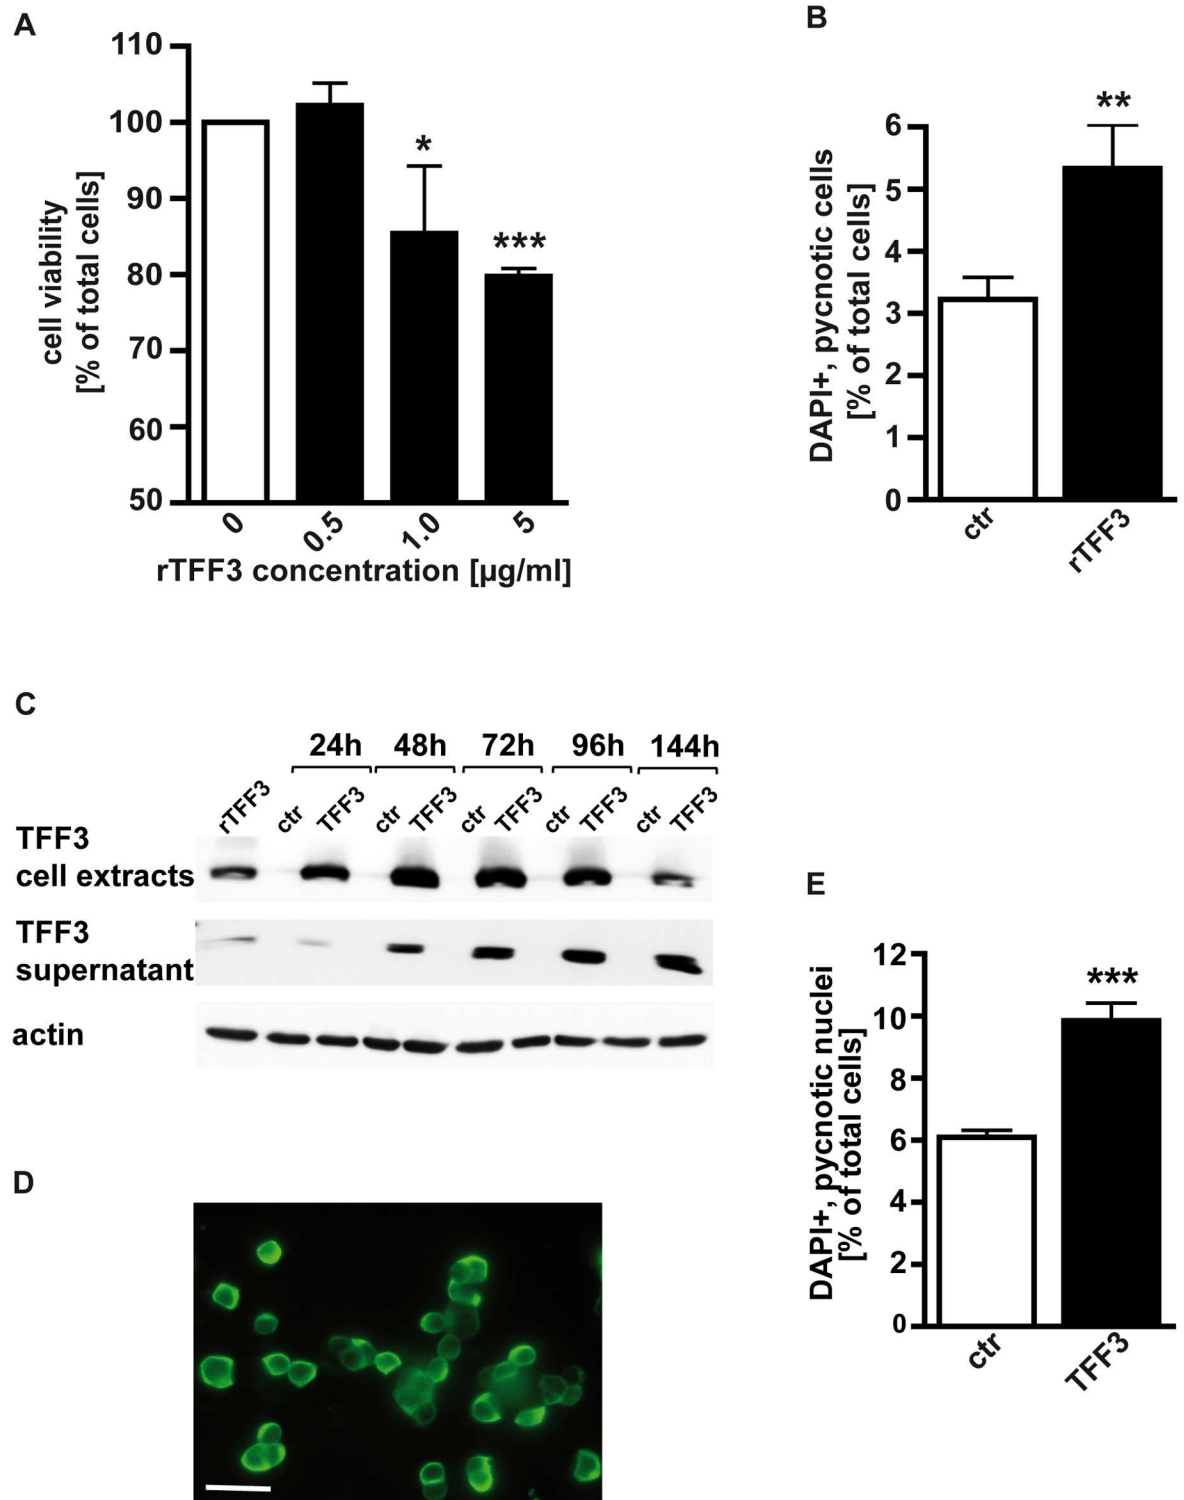 A
110
100
90
80
70
60
50
cell viability
[% of total cells]
*
***
0
0.5
1.0
5
rTFF3 concentration [µg/ml]
B
6
5
4
3
2
1
0
DAPI+, pycnotic cells
[% of total cells]
**
ctr
rTFF3
C
24h 48h 72h 96h 144h
rTFF3 ctr TFF3 ctr TFF3 ctr TFF3 ctr TFF3 ctr TFF3
TFF3
cell extracts
TFF3
supernatant
actin
D
E
12
10
8
6
4
2
0
DAPI+, pycnotic nuclei
[% of total cells]
***
ctr
TFF3